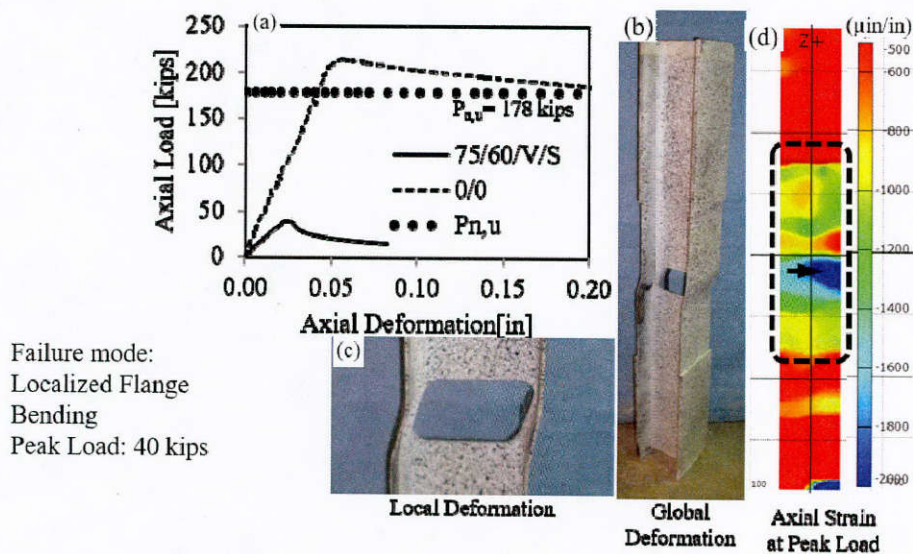 (a)
Axial Load [kips]
250
200
150
100
50
0
P_n,u = 178 kips
75/60/V/S
0/0
Pn,u
0.00 0.05 0.10 0.15 0.20
Axial Deformation[in]
Failure mode:
Localized Flange
Bending
Peak Load: 40 kips
(c)
Local Deformation
(b)
Global
Deformation
(d)
(µin/in)
Z+
-500
-600
-800
-1000
-1200
-1400
-1600
-1800
-2000
100
Axial Strain
at Peak Load